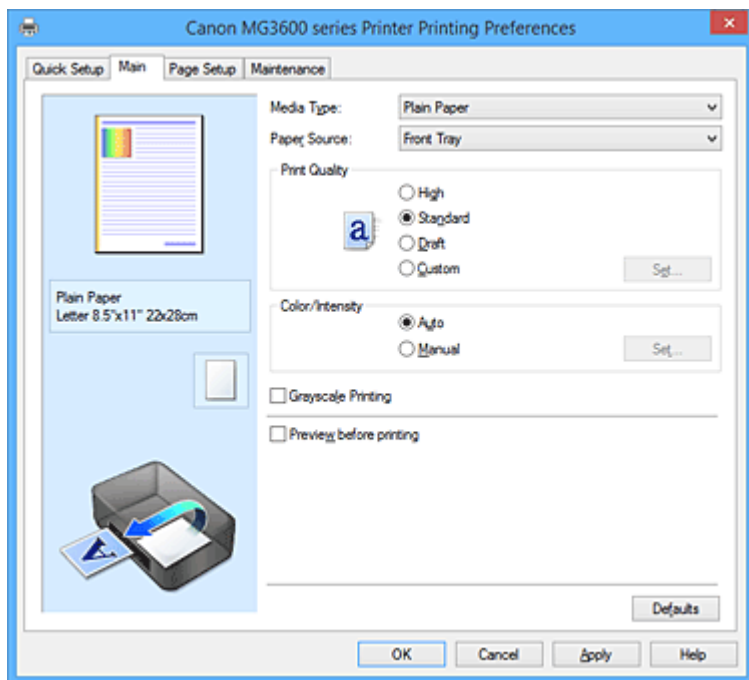 Canon MG3600 series Printer Printing Preferences
Quick Setup Main Page Setup Maintenance
Media Type: Plain Paper
Paper Source: Front Tray
Print Quality
High
a Standard
Draft
Custom Set...
Plain Paper
Letter 8.5"x11" 22x28cm
Color/Intensity
Auto
Manual Set...
Grayscale Printing
Preview before printing
A
Defaults
OK Cancel Apply Help